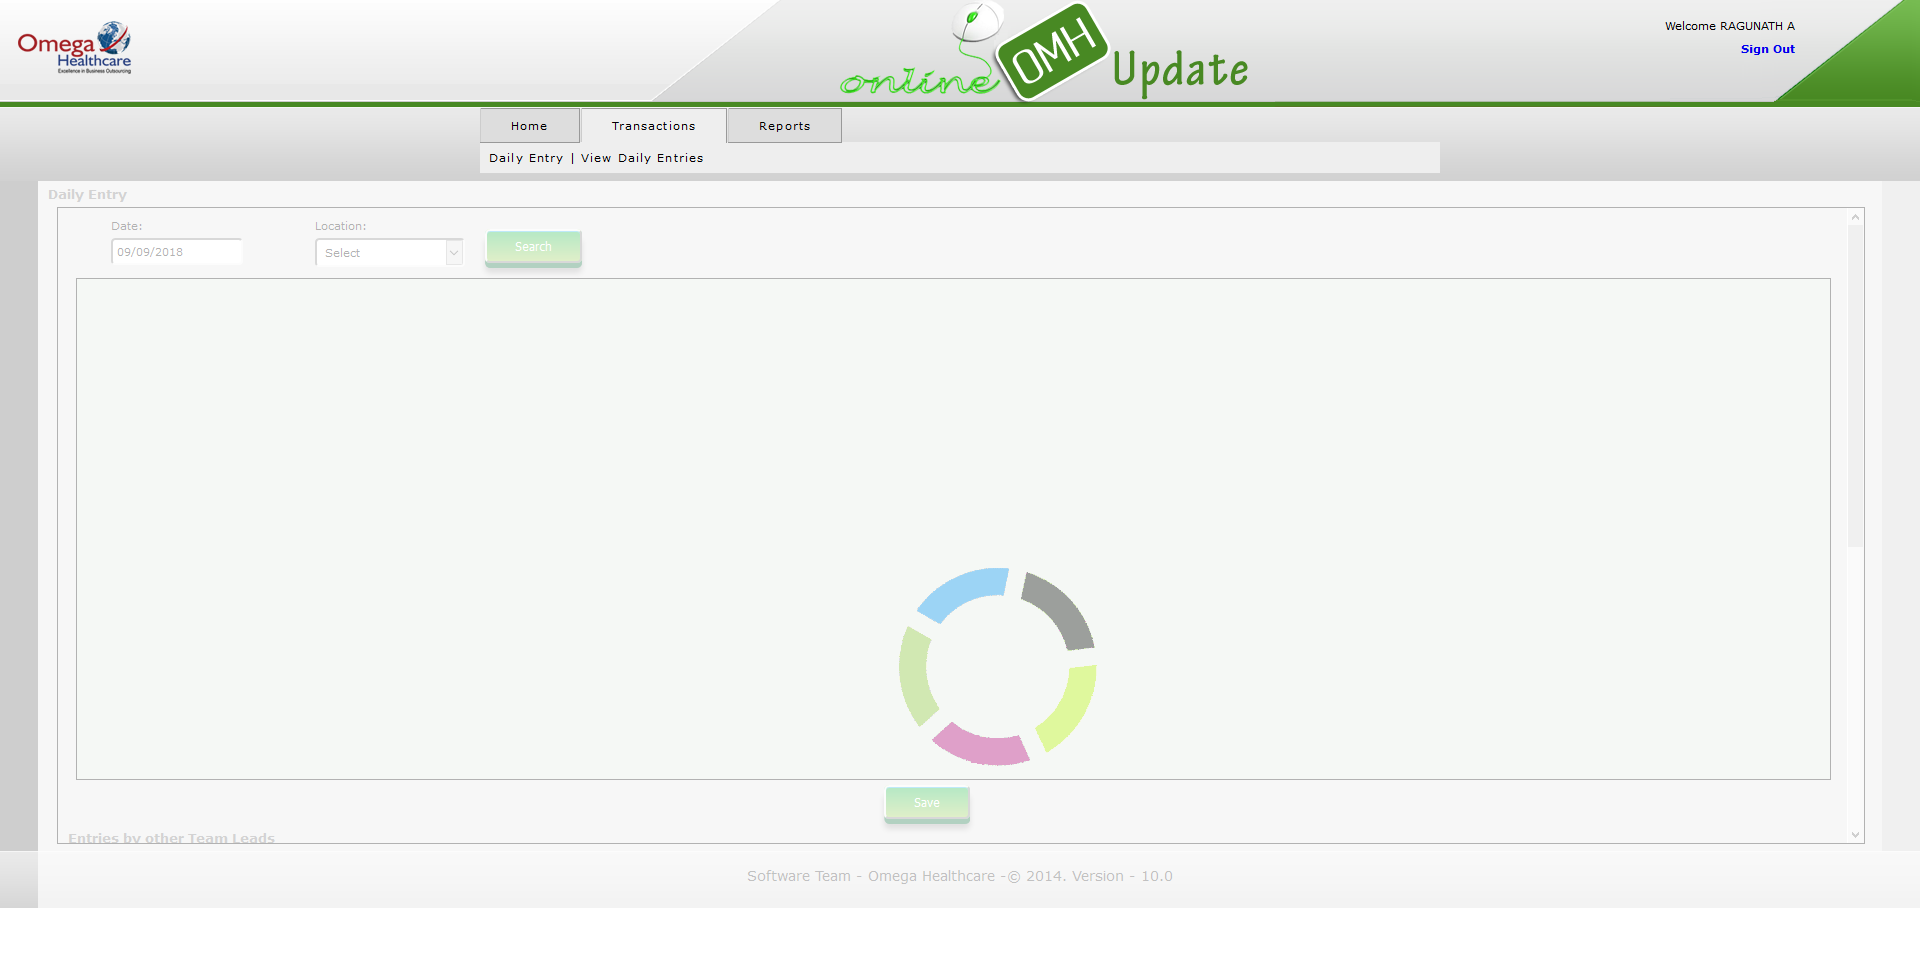 Omega
Healthcare
Excellence in Business Outsourcing
online OMH Update
Welcome RAGUNATH A
Sign Out
Home Transactions Reports
Daily Entry | View Daily Entries
Daily Entry
Date: Location:
09/09/2018 Select Search
Save
Entries by other Team Leads
Software Team - Omega Healthcare -© 2014. Version - 10.0